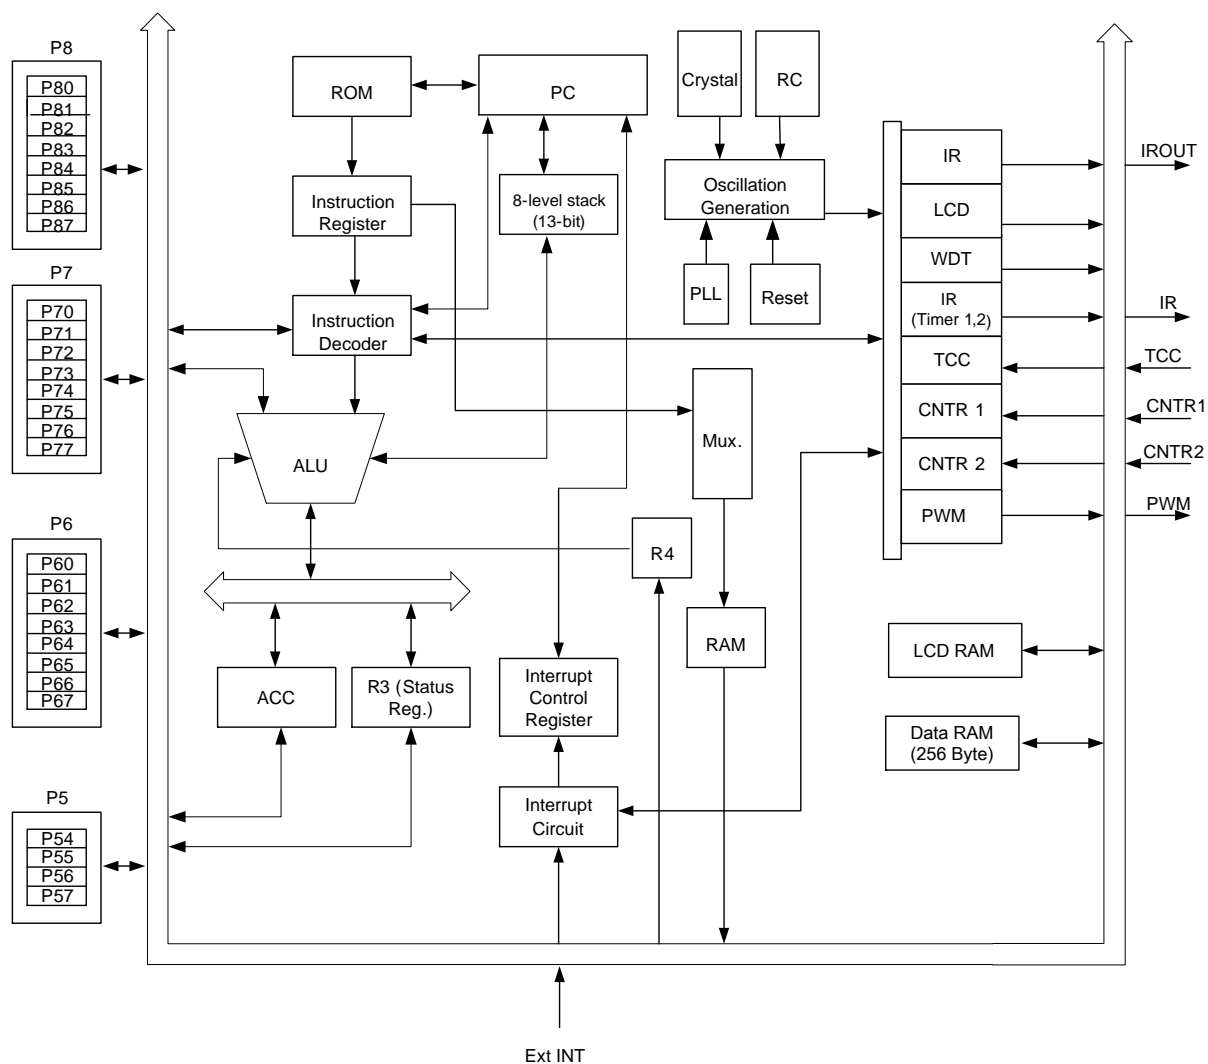 P8
P80
P81
P82
P83
P84
P85
P86
P87
P7
P70
P71
P72
P73
P74
P75
P76
P77
P6
P60
P61
P62
P63
P64
P65
P66
P67
P5
P54
P55
P56
P57
ROM
PC
Instruction
Register
8-level stack
(13-bit)
Instruction
Decoder
ALU
ACC
R3 (Status
Reg.)
Interrupt
Control
Register
Interrupt
Circuit
Ext INT
Crystal
RC
Oscillation
Generation
PLL
Reset
Mux.
R4
RAM
IR
LCD
WDT
IR
(Timer 1,2)
TCC
CNTR 1
CNTR 2
PWM
LCD RAM
Data RAM
(256 Byte)
IROUT
IR
TCC
CNTR1
CNTR2
PWM